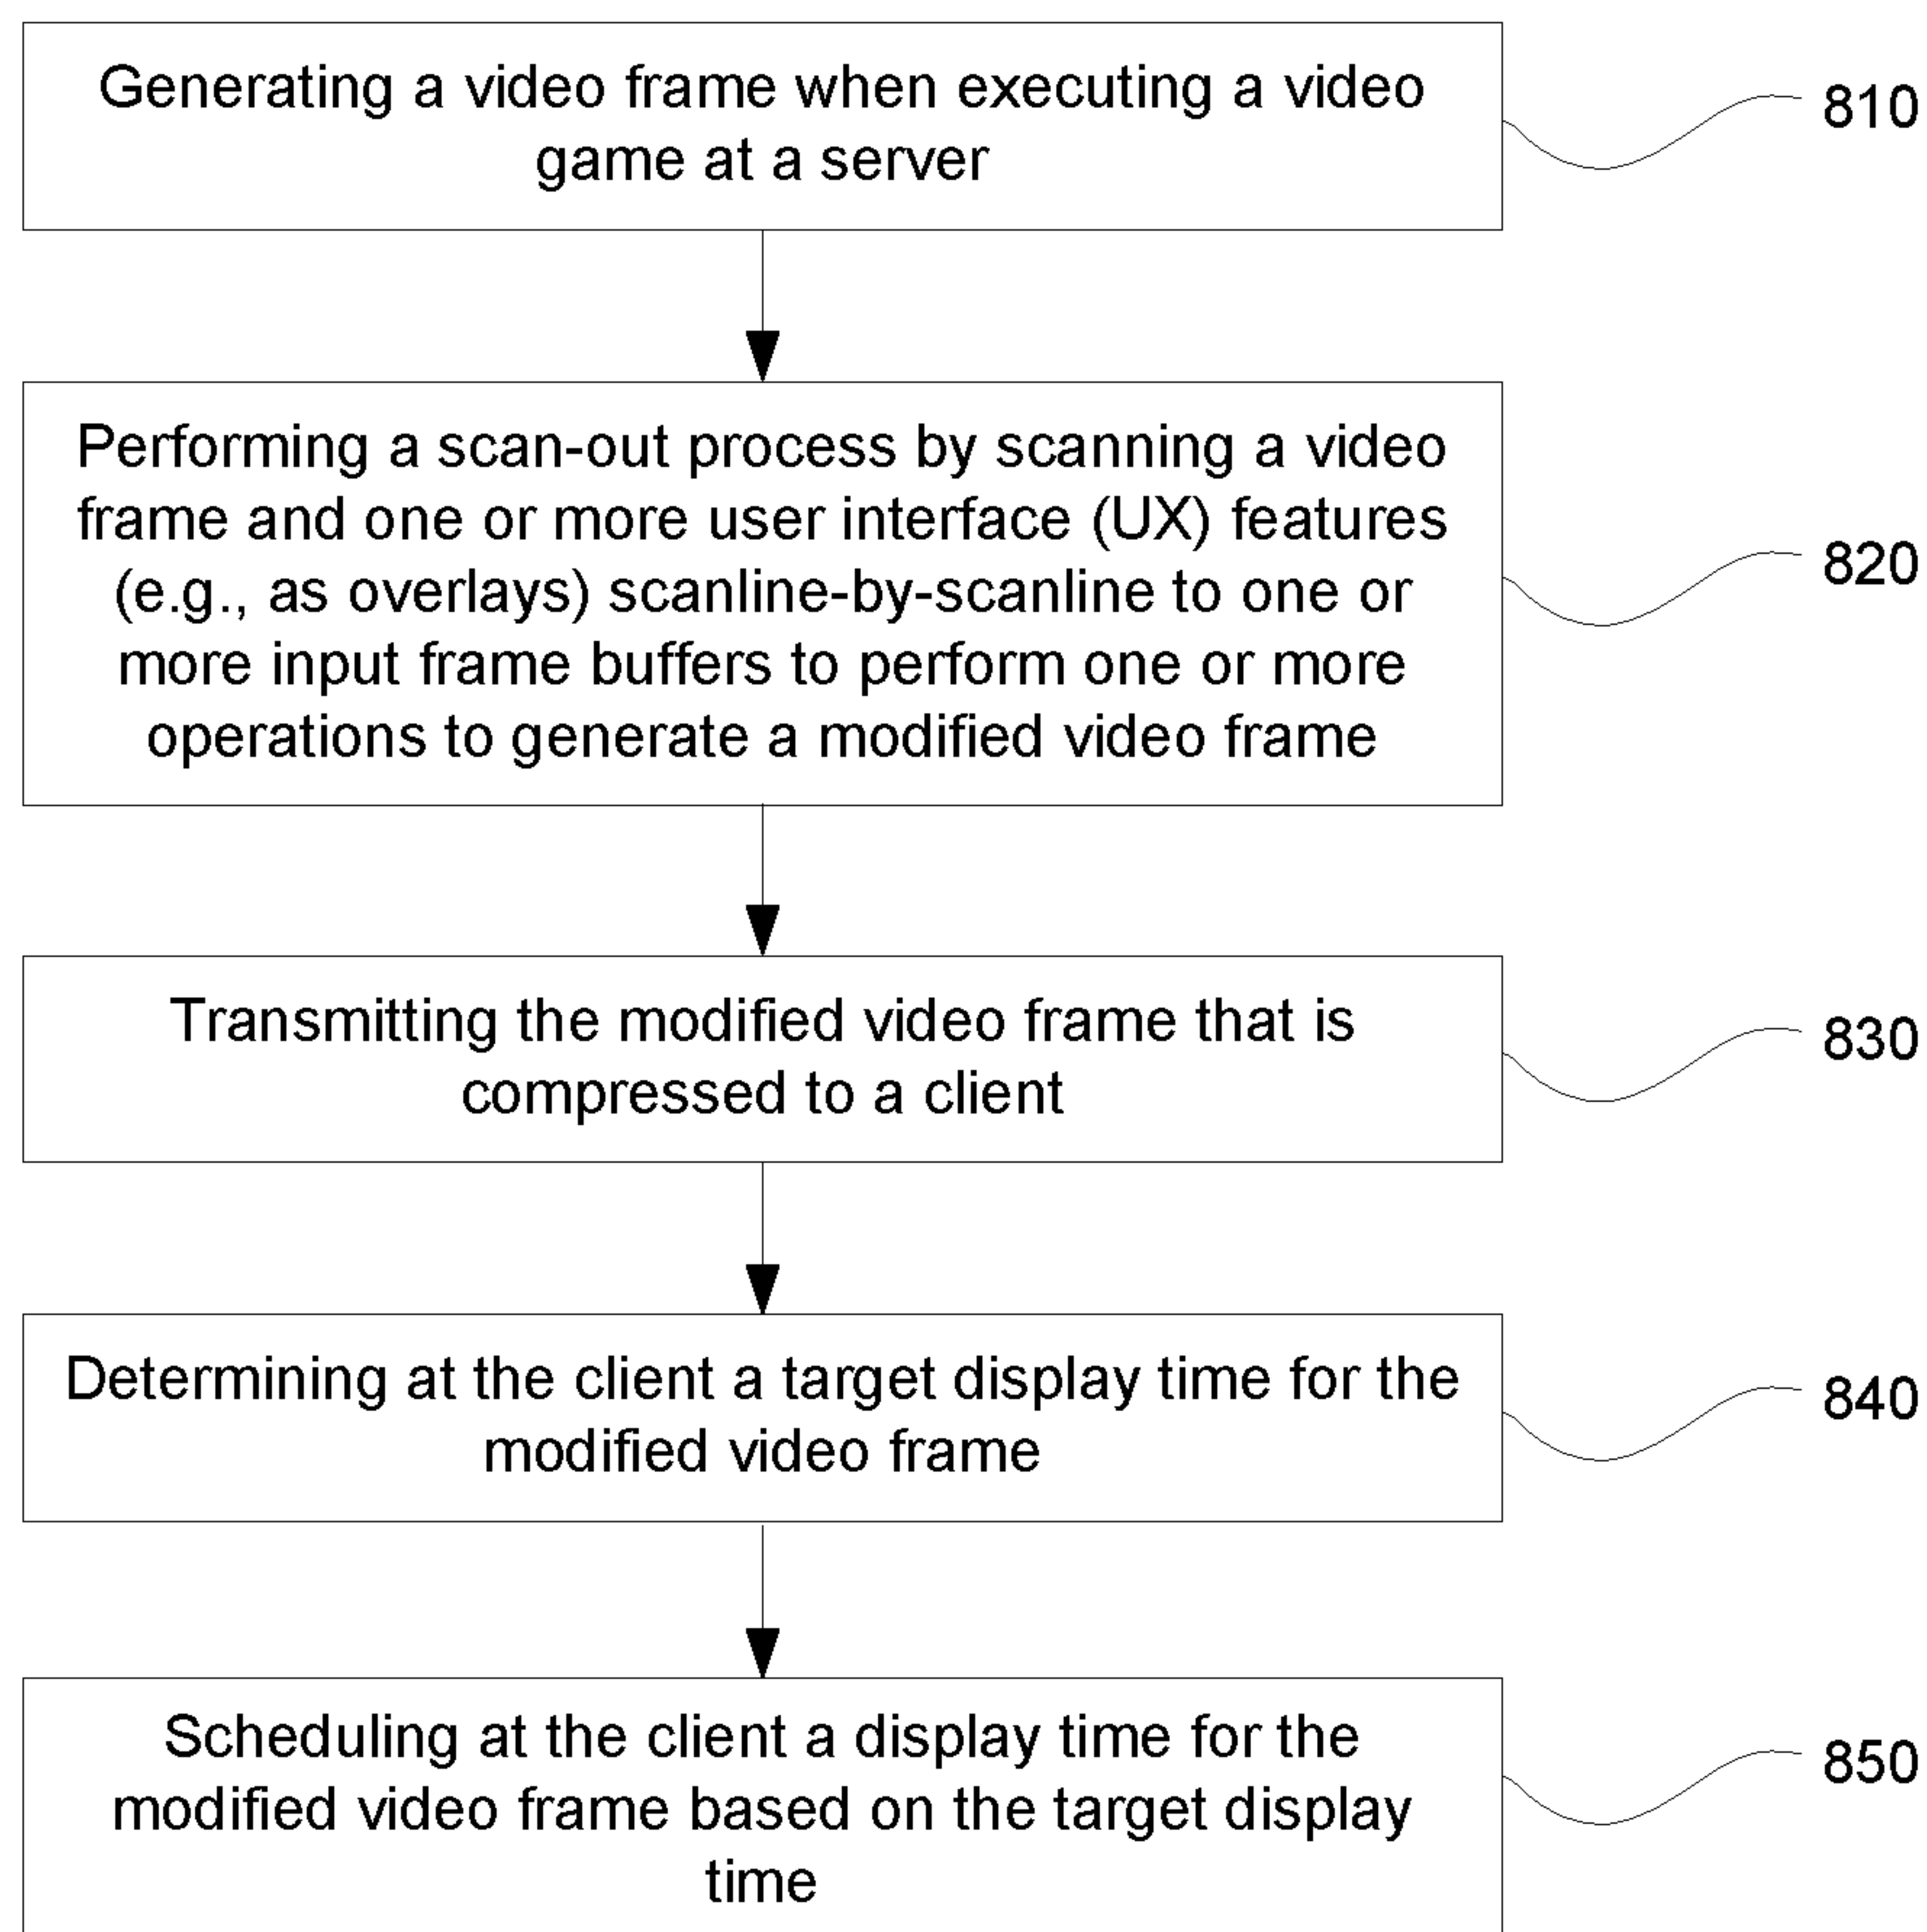 Generating a video frame when executing a video
game at a server
810
Performing a scan-out process by scanning a video
frame and one or more user interface (UX) features
(e.g., as overlays) scanline-by-scanline to one or
more input frame buffers to perform one or more
operations to generate a modified video frame
820
Transmitting the modified video frame that is
compressed to a client
830
Determining at the client a target display time for the
modified video frame
840
Scheduling at the client a display time for the
modified video frame based on the target display
time
850